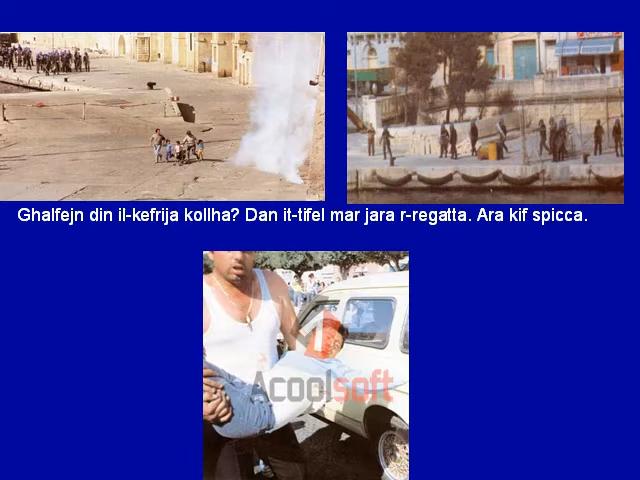 Ghalfejn din il-kefrija kollha? Dan it-tifel mar jara r-regatta. Ara kif spicca.
Acoolsoft